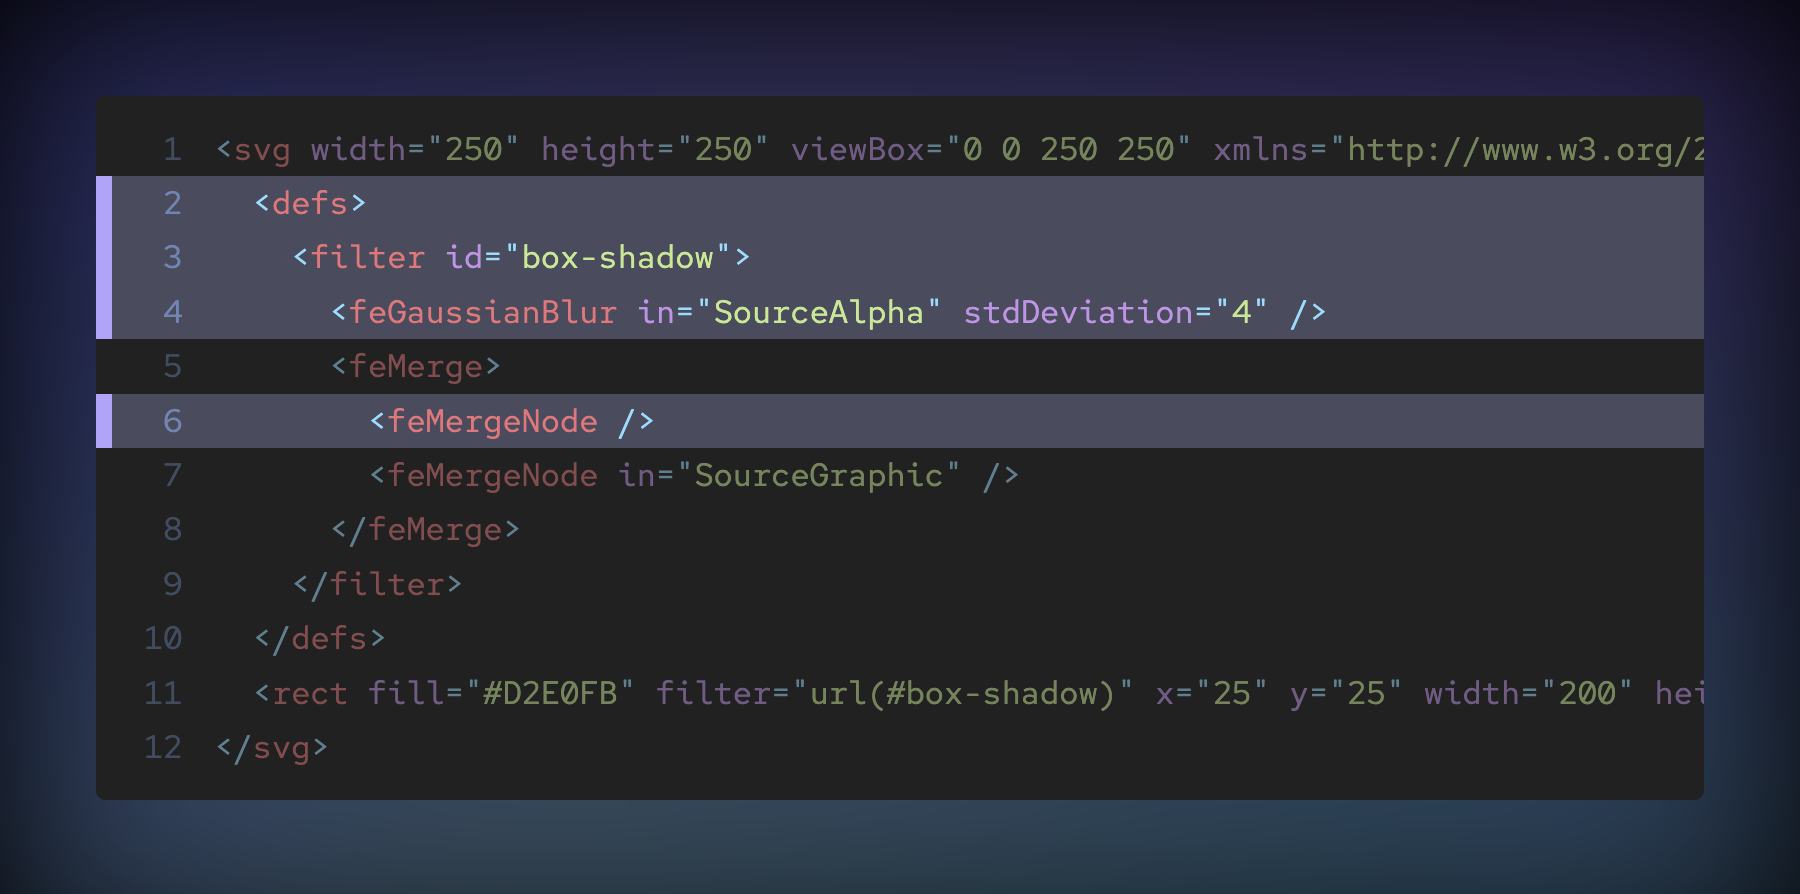 1 <svg width="250" height="250" viewBox="0 0 250 250" xmlns="http://www.w3.org/2
2 <defs>
3 <filter id="box-shadow">
4 <feGaussianBlur in="SourceAlpha" stdDeviation="4" />
5 <feMerge>
6 <feMergeNode />
7 <feMergeNode in="SourceGraphic" />
8 </feMerge>
9 </filter>
10 </defs>
11 <rect fill="#D2E0FB" filter="url(#box-shadow)" x="25" y="25" width="200" hei
12 </svg>